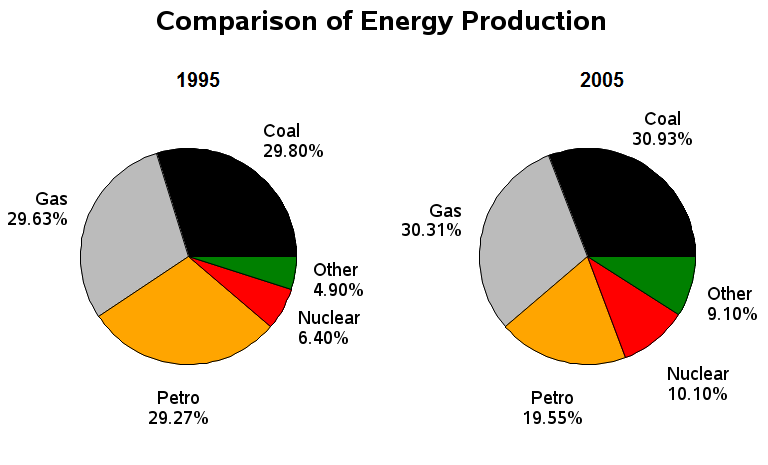 Comparison of Energy Production
1995
Coal
29.80%
Gas
29.63%
Other
4.90%
Nuclear
6.40%
Petro
29.27%
2005
Coal
30.93%
Gas
30.31%
Other
9.10%
Nuclear
10.10%
Petro
19.55%